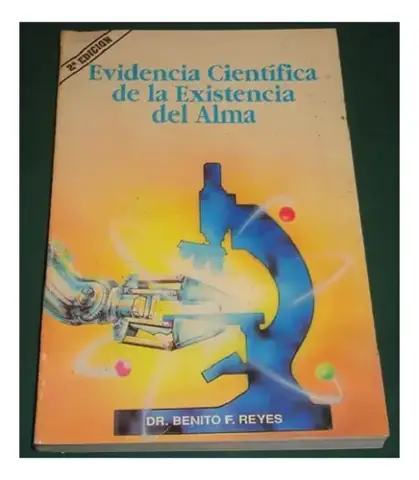 2ª EDICION
Evidencia Científica
de la Existencia
del Alma
DR. BENITO F. REYES